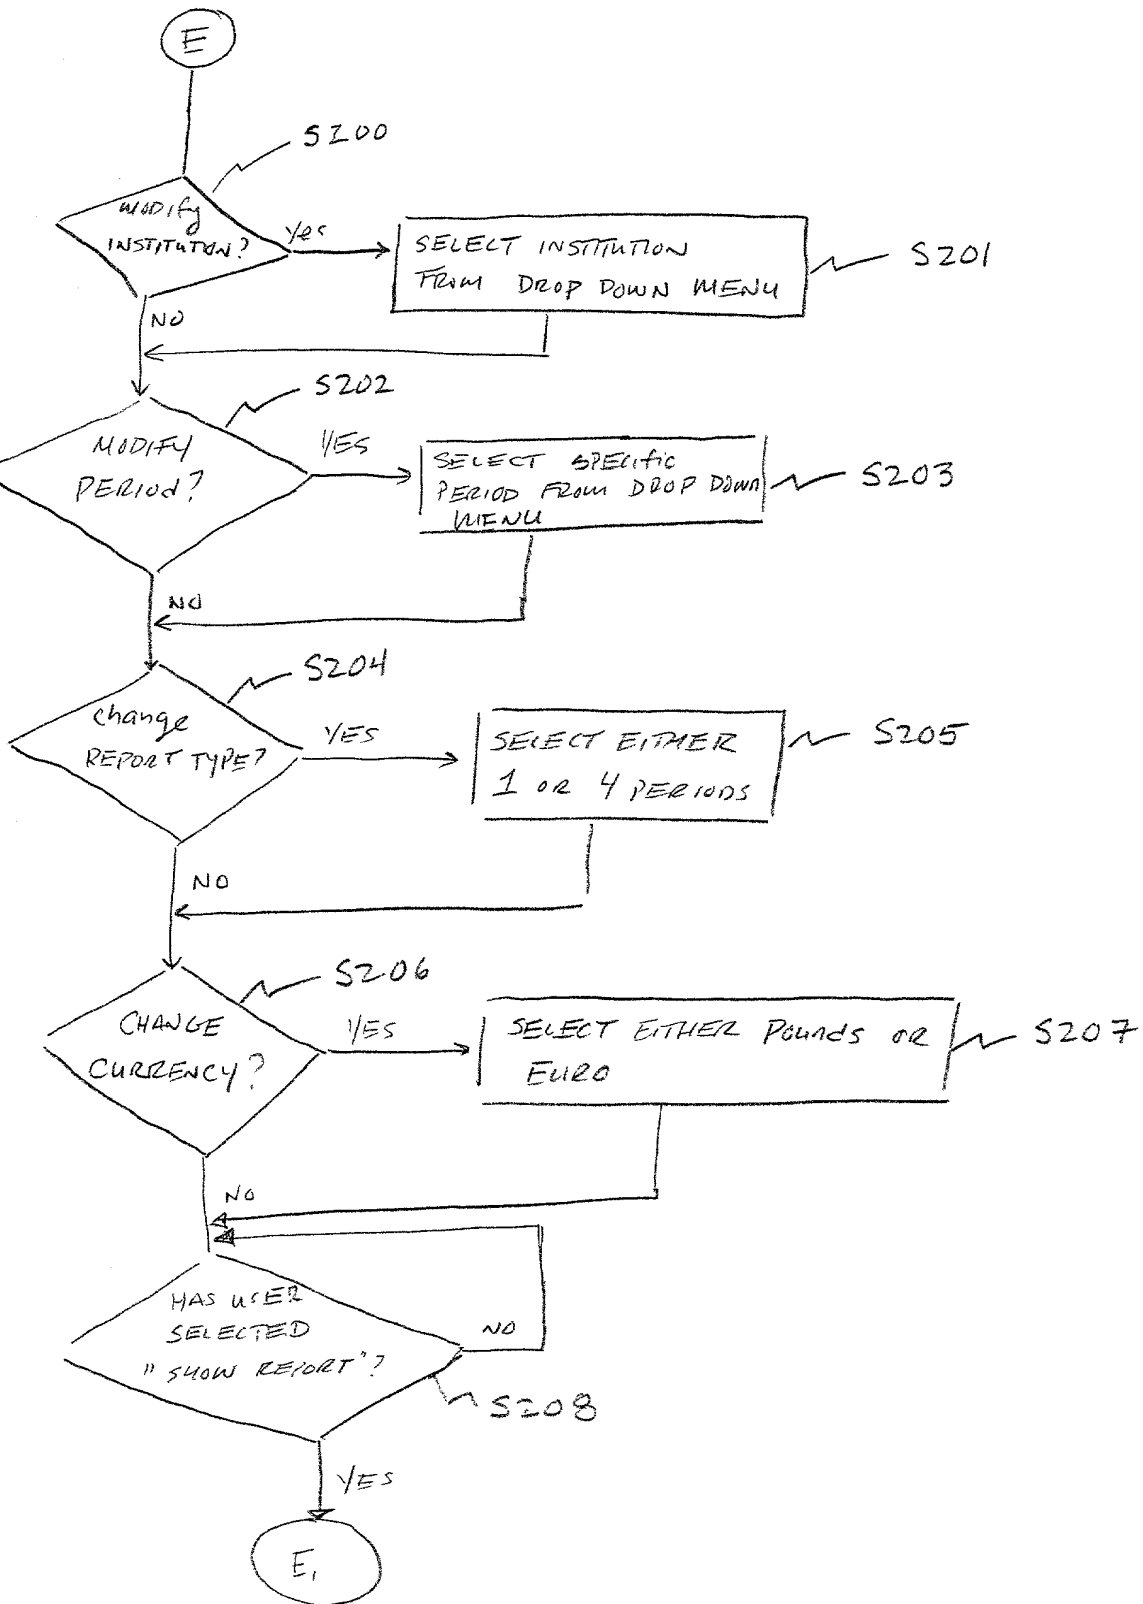 E
S200
MODIFY
INSTITUTION?
Yes
SELECT INSTITUTION
FROM DROP DOWN MENU
S201
NO
S202
MODIFY
PERIOD?
YES
SELECT SPECIFIC
PERIOD FROM DROP DOWN
MENU
S203
NO
S204
change
REPORT TYPE?
YES
SELECT EITHER
1 OR 4 PERIODS
S205
NO
S206
CHANGE
CURRENCY?
YES
SELECT EITHER POUNDS OR
EURO
S207
NO
HAS USER
SELECTED
"SHOW REPORT"?
NO
S208
YES
E,